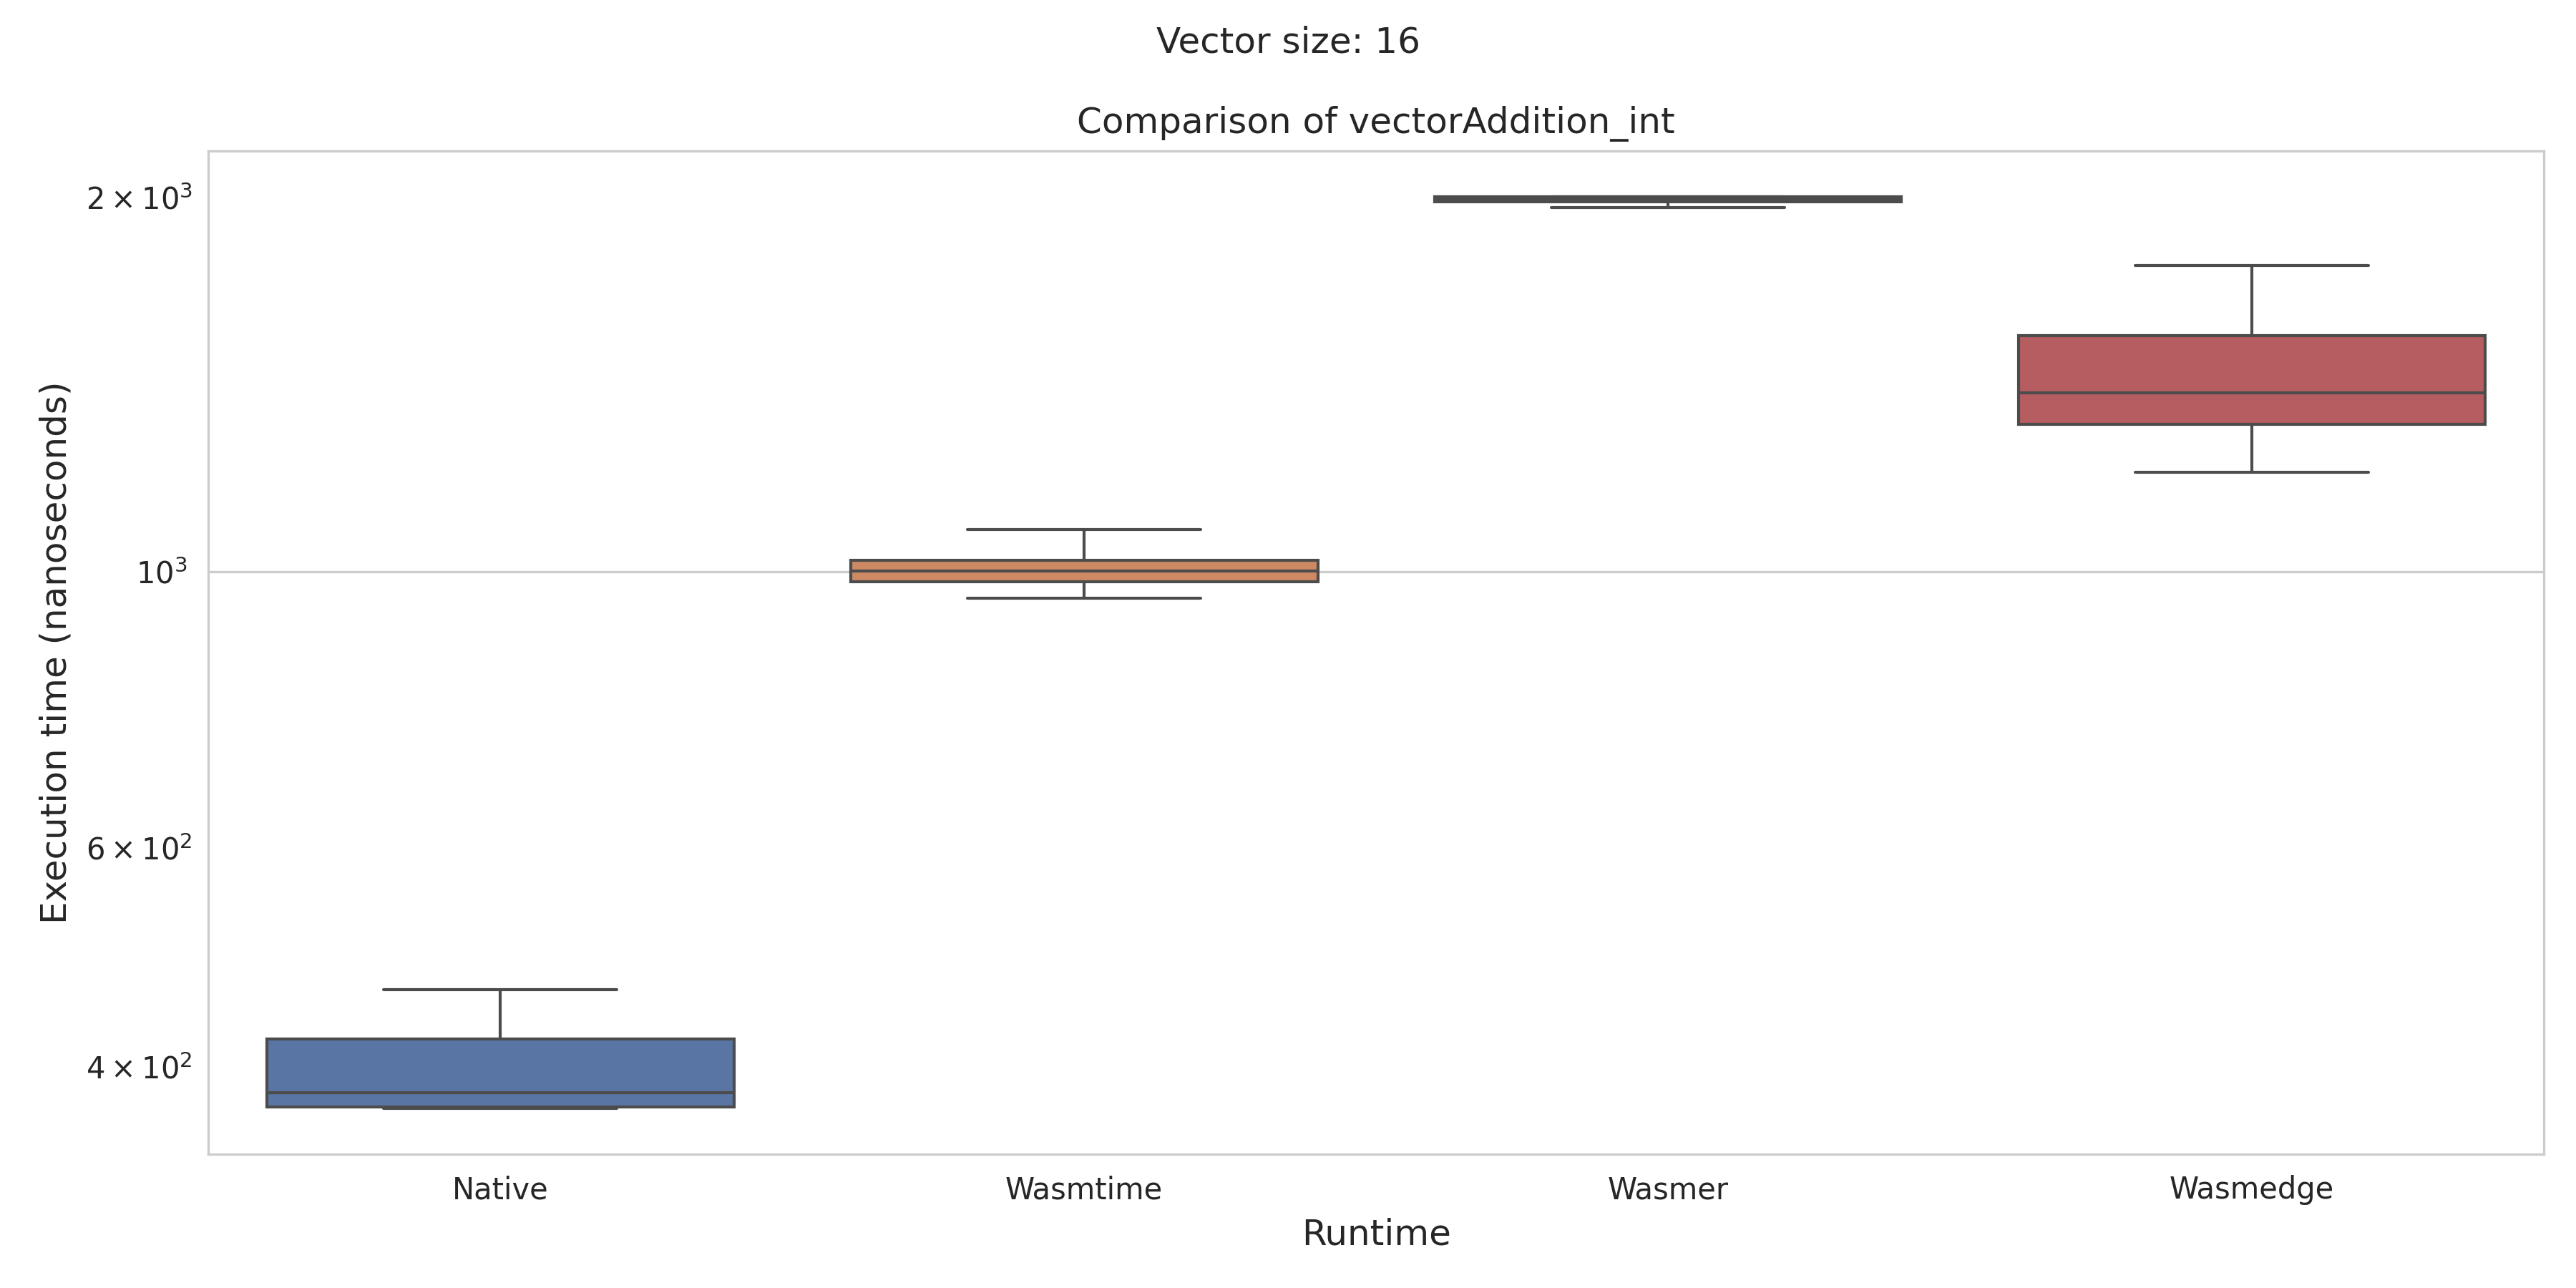 Vector size: 16
Comparison of vectorAddition_int
Execution time (nanoseconds)
2 × 10³
10³
6 × 10²
4 × 10²
Native Wasmtime Wasmer Wasmedge
Runtime